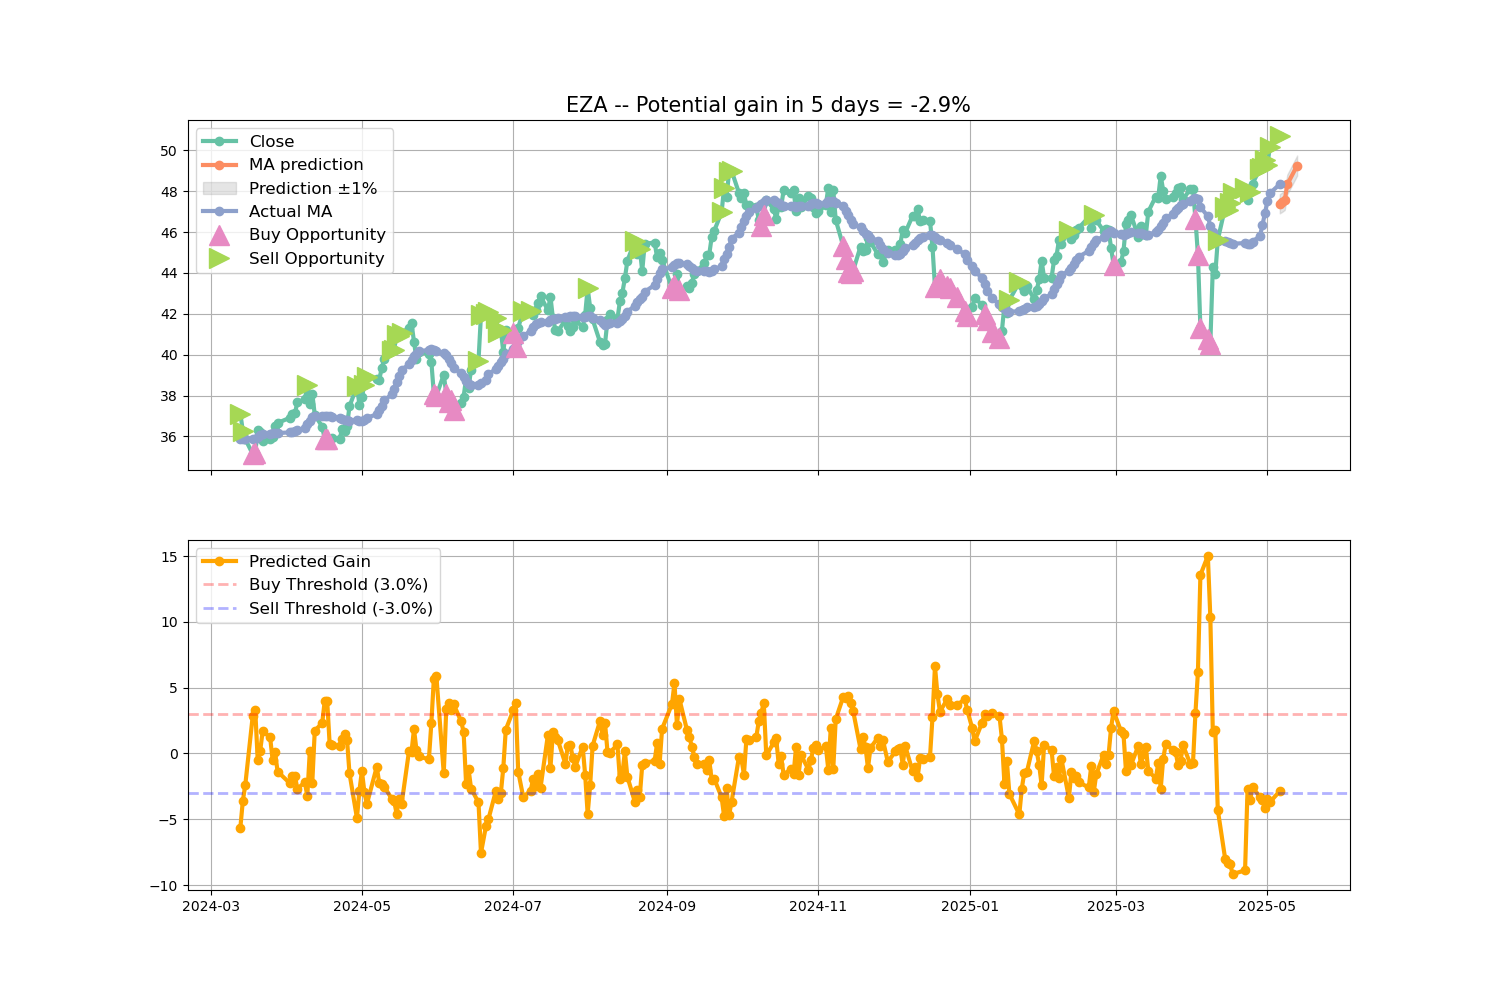 EZA -- Potential gain in 5 days = -2.9%
Close
MA prediction
Prediction ±1%
Actual MA
Buy Opportunity
Sell Opportunity
50
48
46
44
42
40
38
36
Predicted Gain
Buy Threshold (3.0%)
Sell Threshold (-3.0%)
15
10
5
0
−5
−10
2024-03 2024-05 2024-07 2024-09 2024-11 2025-01 2025-03 2025-05